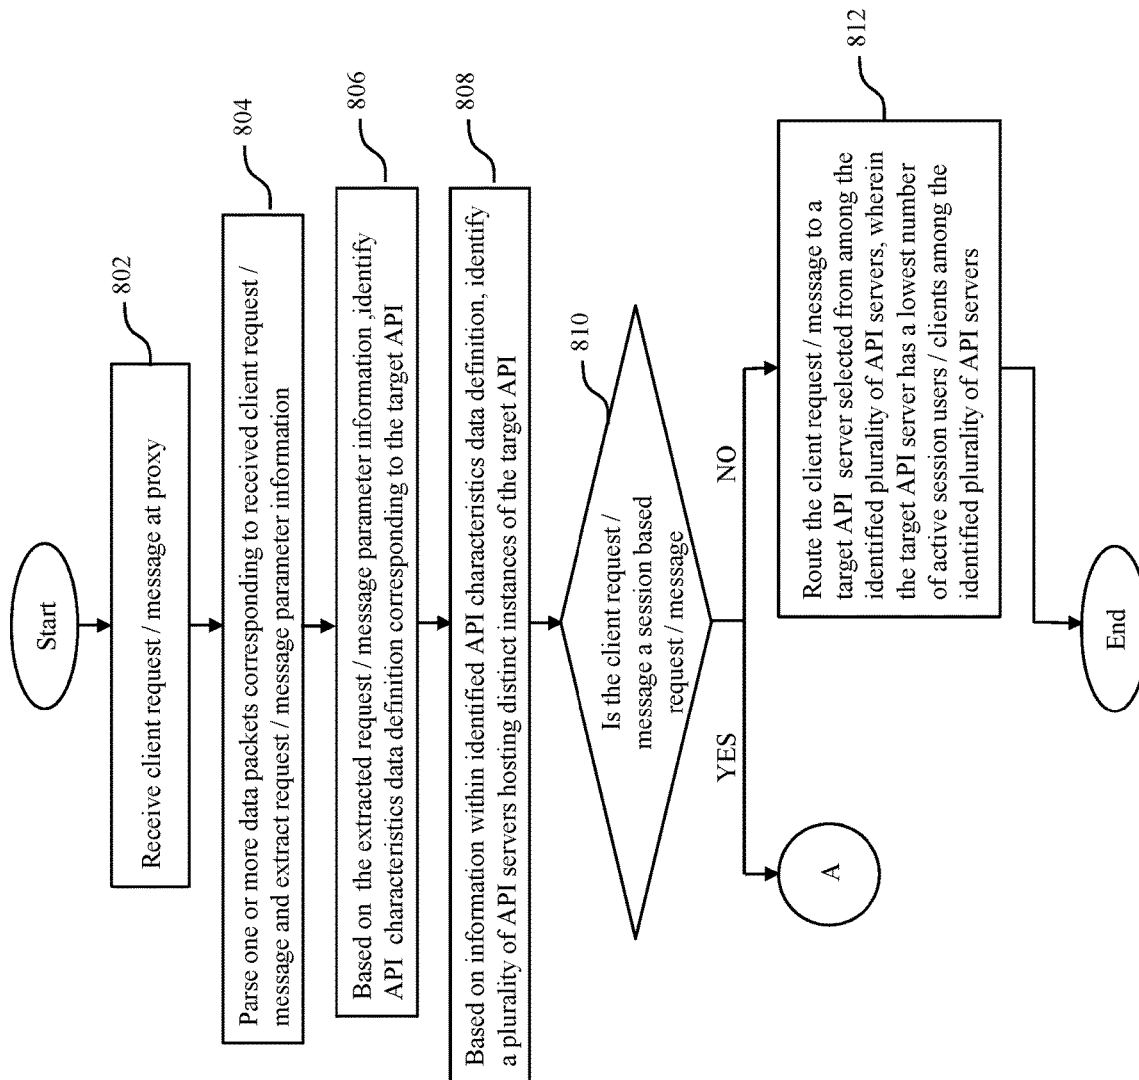 Start
802
Receive client request / message at proxy
804
Parse one or more data packets corresponding to received client request /
message and extract request / message parameter information
806
Based on the extracted request / message parameter information ,identify
API characteristics data definition corresponding to the target API
808
Based on information within identified API characteristics data definition, identify
a plurality of API servers hosting distinct instances of the target API
810
Is the client request /
message a session based
request / message
YES
NO
A
812
Route the client request / message to a
target API server selected from among the
identified plurality of API servers, wherein
the target API server has a lowest number
of active session users / clients among the
identified plurality of API servers
End